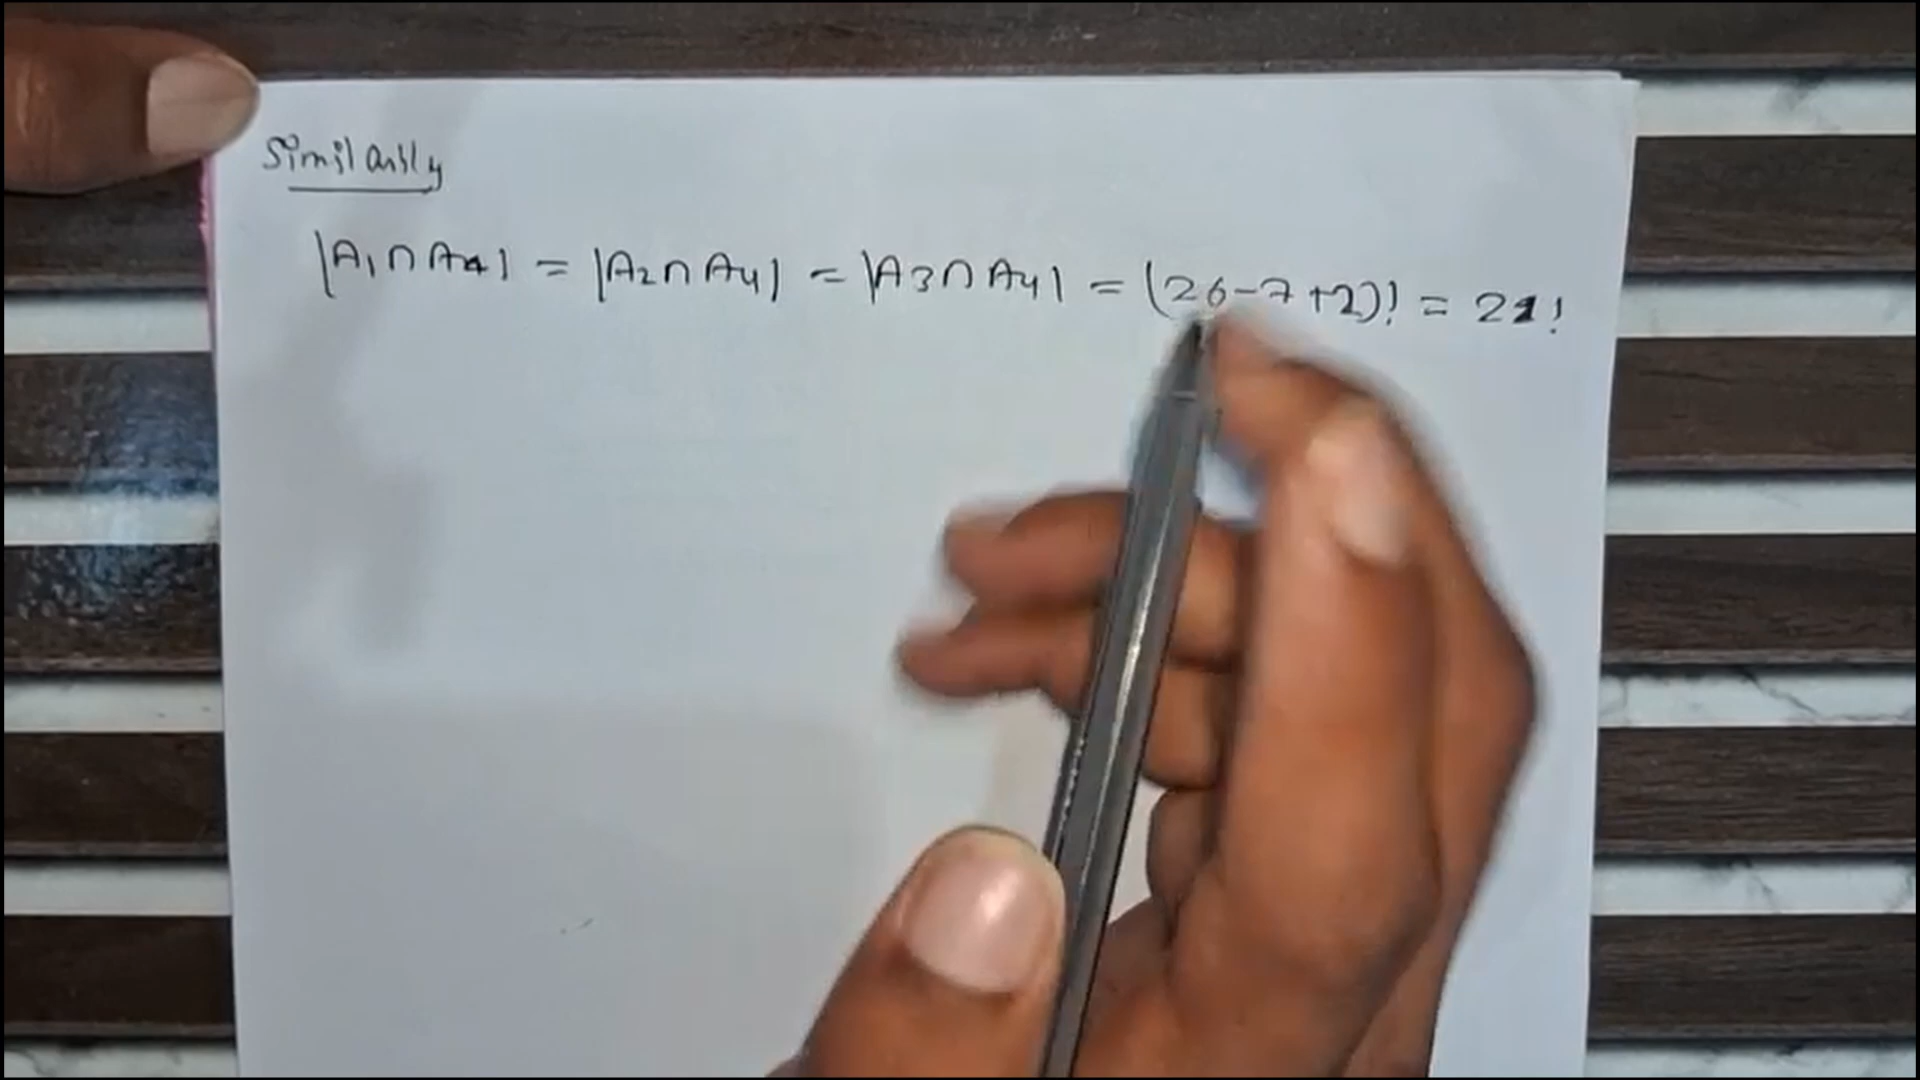 Similarly
|A₁∩A₄| = |A₂∩A₄| = |A₃∩A₄| = (26-7+2)! = 21!